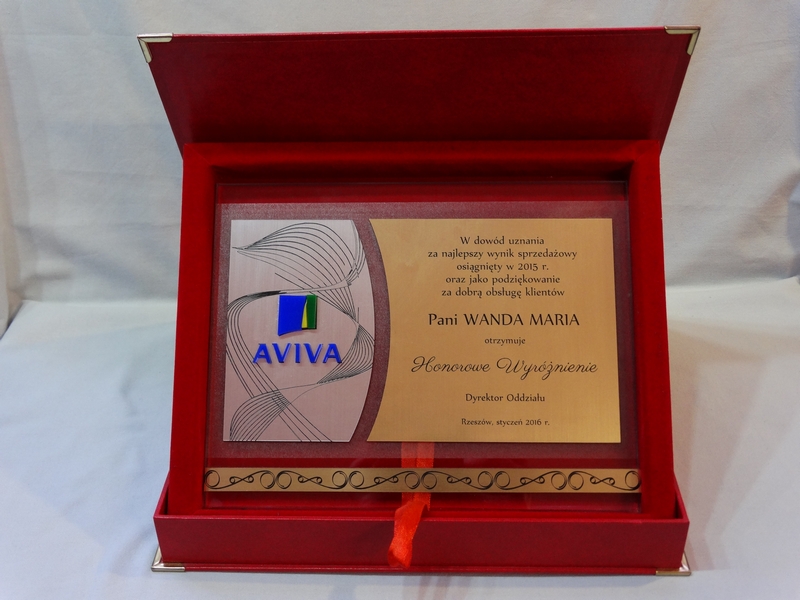 AVIVA
W dowód uznania
za najlepszy wynik sprzedażowy
osiągnięty w 2015 r.
oraz jako podziękowanie
za dobrą obsługę klientów
Pani WANDA MARIA
otrzymuje
Honorowe Wyróżnienie
Dyrektor Oddziału
Rzeszów, styczeń 2016 r.